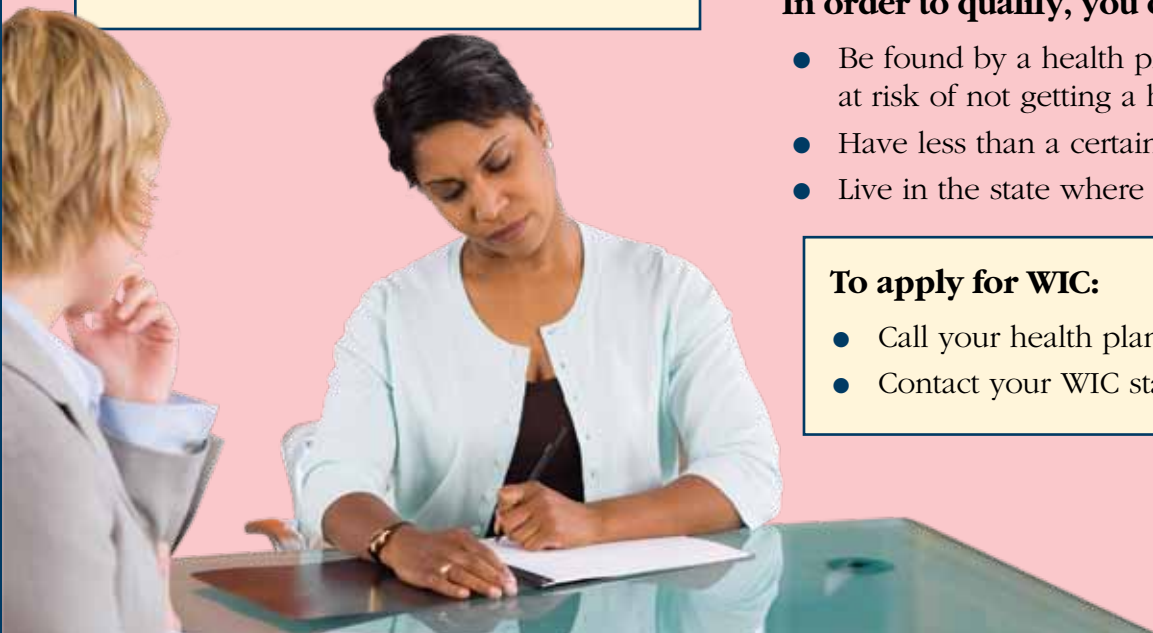 In order to qualify, you
● Be found by a health
at risk of not getting a
● Have less than a certain
● Live in the state where
To apply for WIC:
● Call your health plan
● Contact your WIC